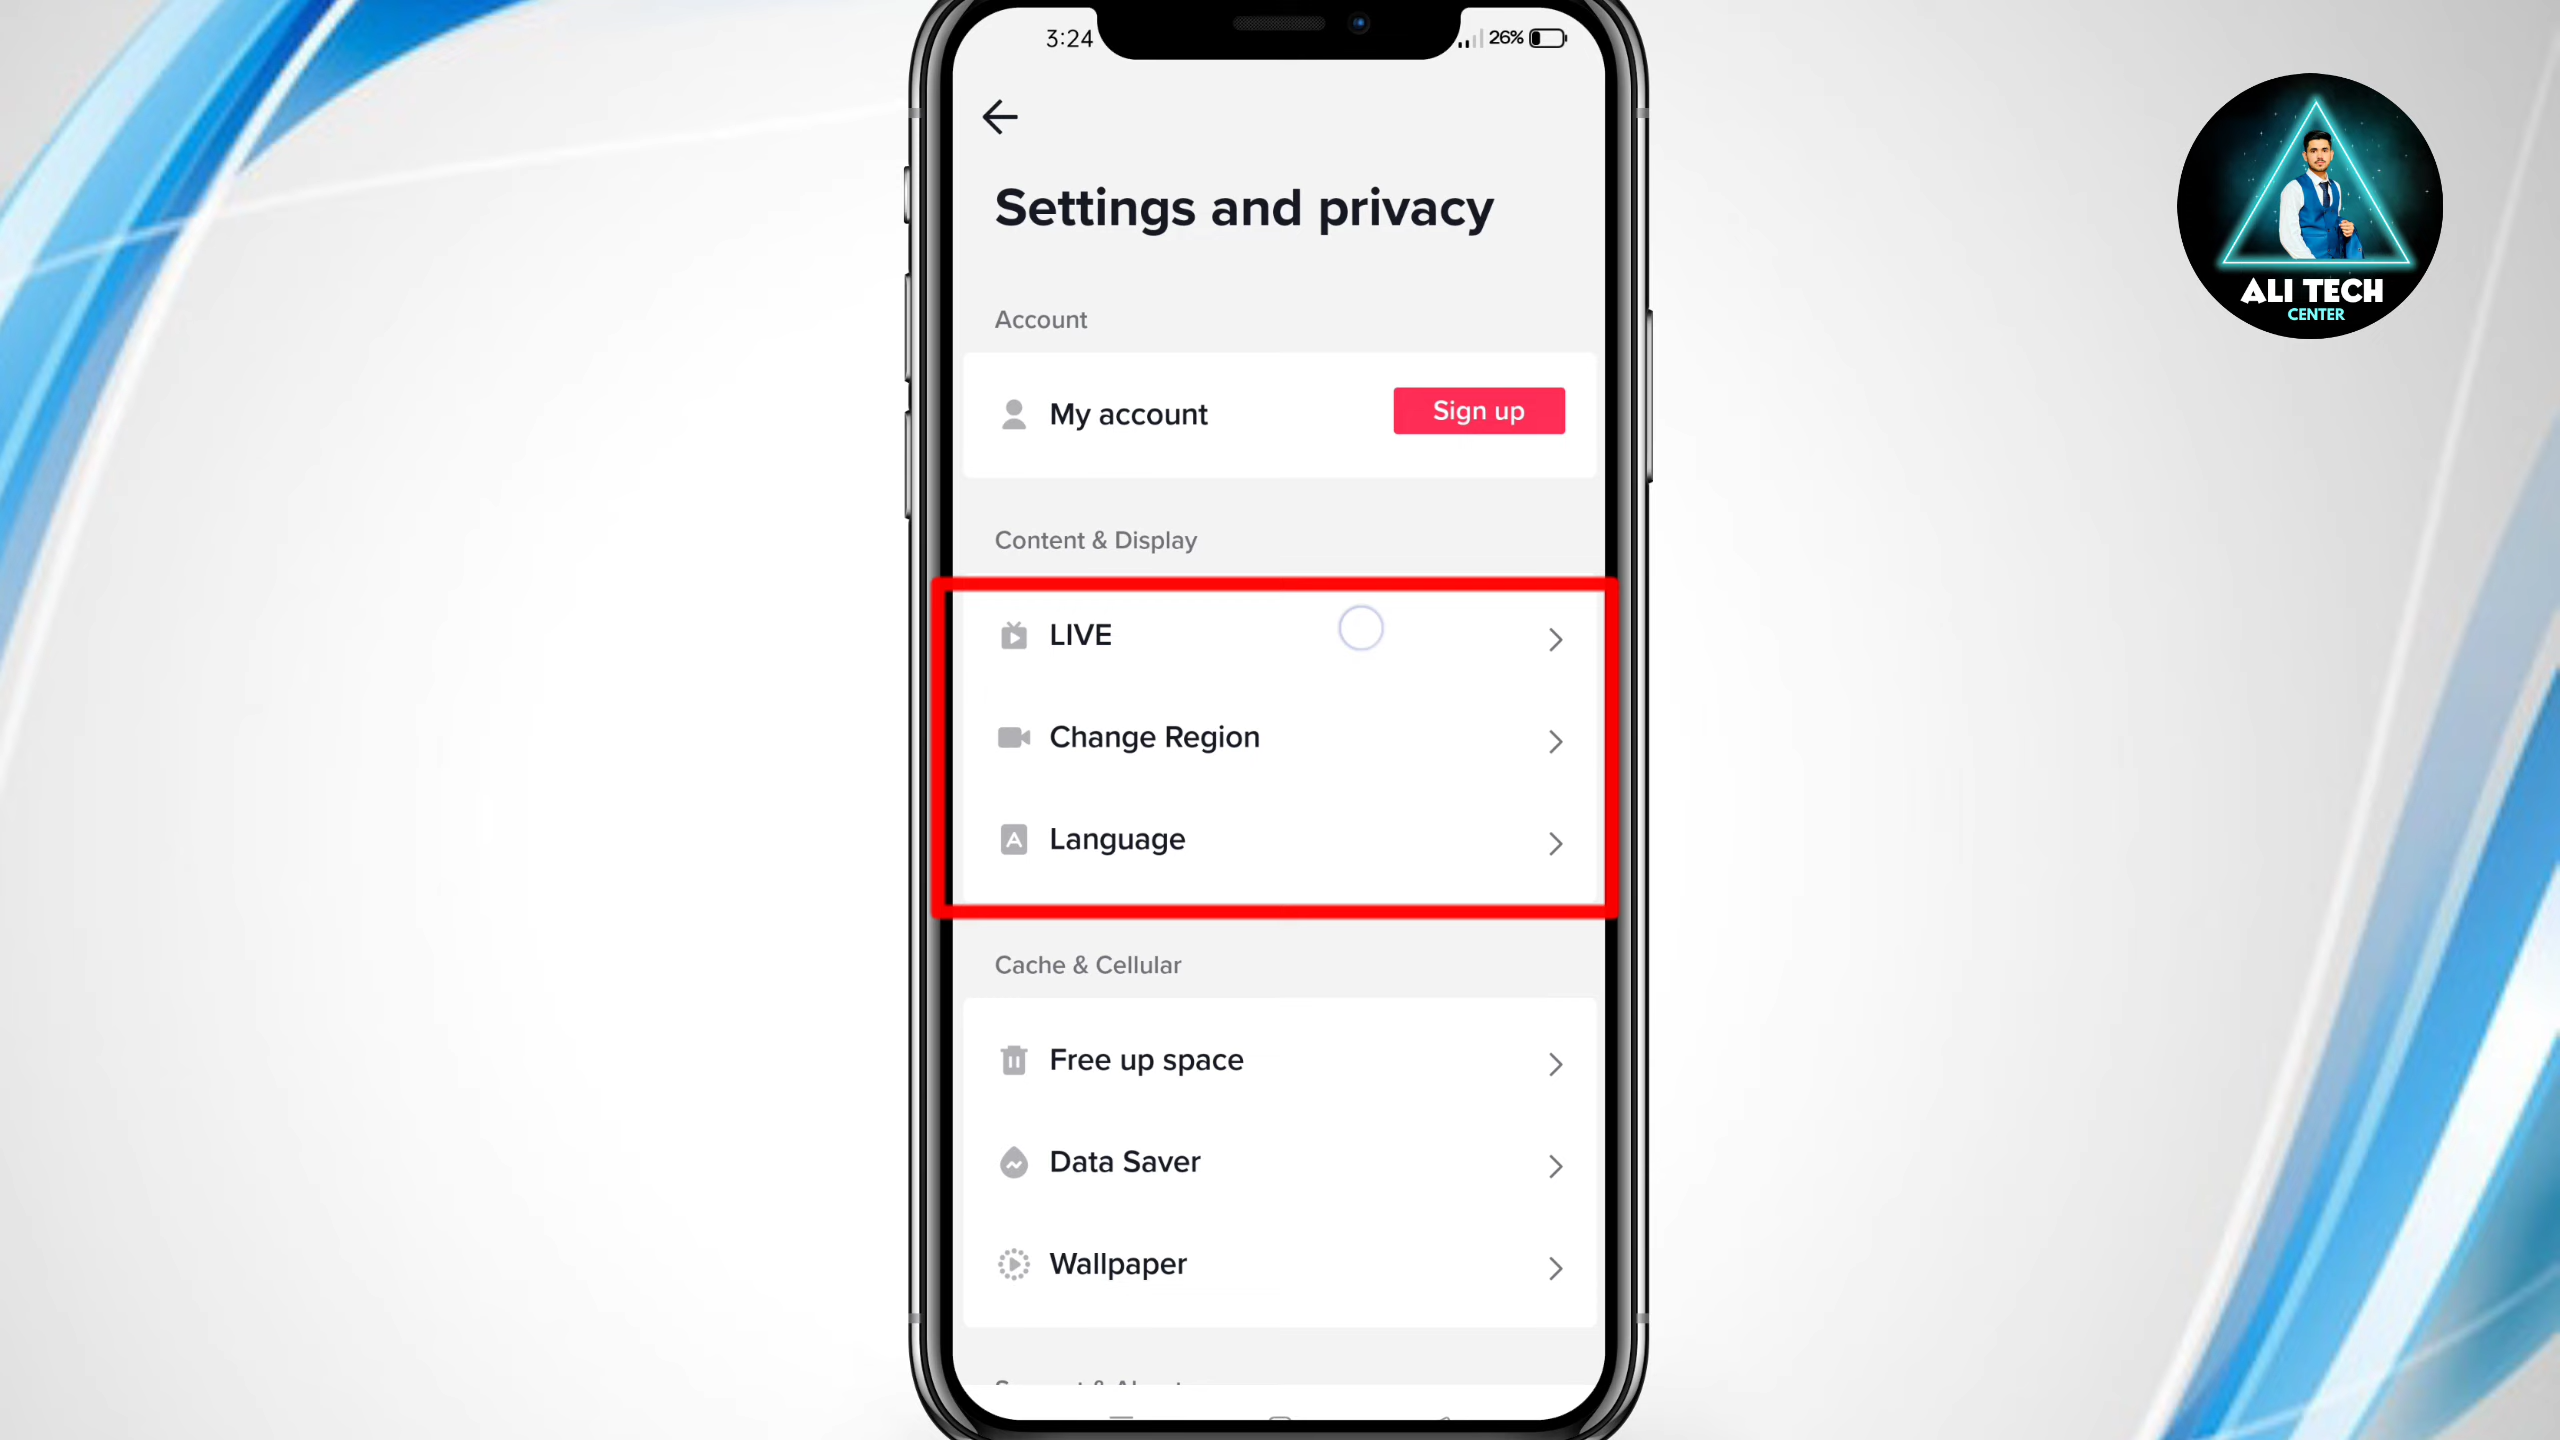 3:24
26%
ALI TECH
CENTER
Settings and privacy
Account
My account
Sign up
Content & Display
LIVE
Change Region
Language
Cache & Cellular
Free up space
Data Saver
Wallpaper